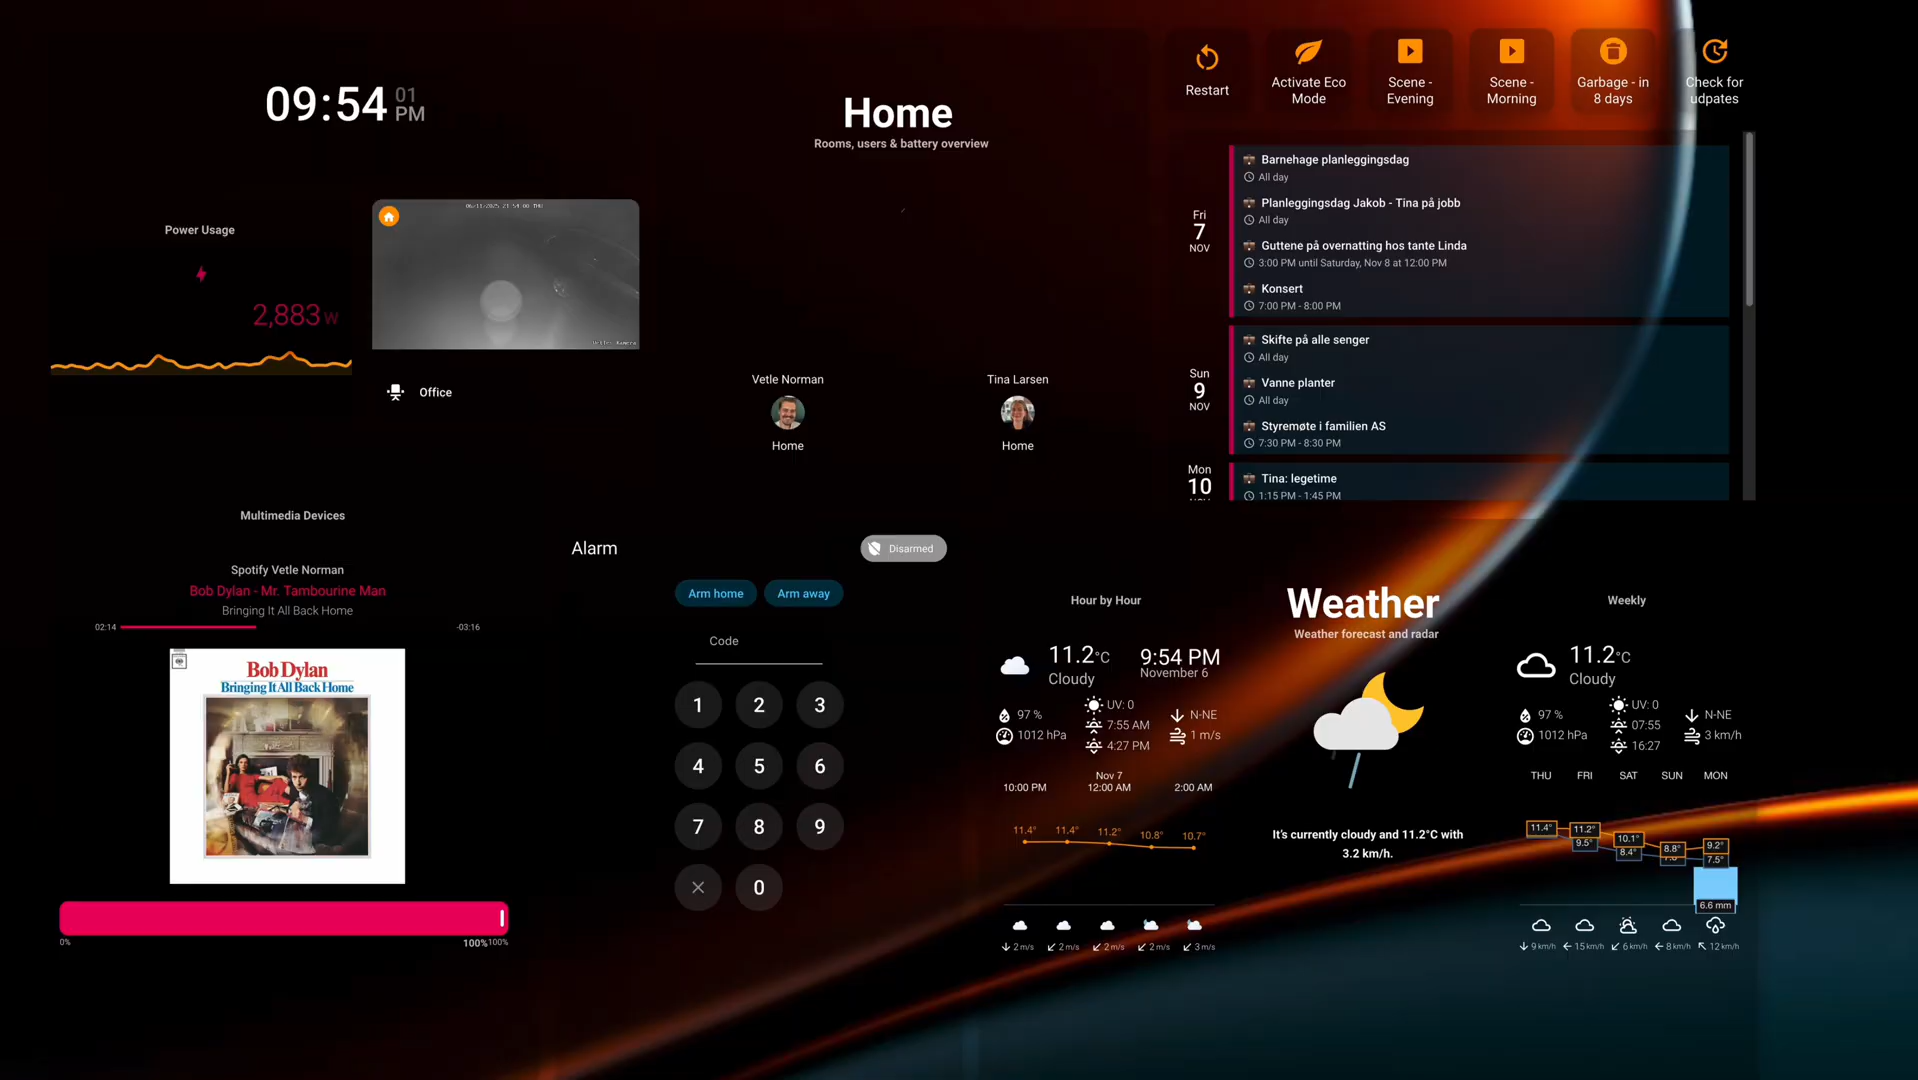 09:54 01 PM
Home
Rooms, users & battery overview
Restart
Activate Eco Mode
Scene - Evening
Scene - Morning
Garbage - in 8 days
Check for udpates
Power Usage
2,883 W
06/11/2025 21:54:00 THU
Vetles Kamera
Office
Vetle Norman
Home
Tina Larsen
Home
Fri
7
NOV
Barnehage planleggingsdag
All day
Planleggingsdag Jakob - Tina på jobb
All day
Guttene på overnatting hos tante Linda
3:00 PM until Saturday, Nov 8 at 12:00 PM
Konsert
7:00 PM - 8:00 PM
Sun
9
NOV
Skifte på alle senger
All day
Vanne planter
All day
Styremøte i familien AS
7:30 PM - 8:30 PM
Mon
10
Tina: legetime
1:15 PM - 1:45 PM
Multimedia Devices
Spotify Vetle Norman
Bob Dylan - Mr. Tambourine Man
Bringing It All Back Home
02:14 -03:16
Bob Dylan
Bringing It All Back Home
0% 100% 100%
Alarm
Disarmed
Arm home Arm away
Code
1 2 3
4 5 6
7 8 9
0
Hour by Hour
11.2°C
Cloudy
9:54 PM
November 6
97 %
1012 hPa
UV: 0
7:55 AM
4:27 PM
N-NE
1 m/s
10:00 PM
Nov 7
12:00 AM
2:00 AM
11.4° 11.4° 11.2° 10.8° 10.7°
2 m/s 2 m/s 2 m/s 2 m/s 3 m/s
Weather
Weather forecast and radar
It's currently cloudy and 11.2°C with
3.2 km/h.
Weekly
11.2°C
Cloudy
97 %
1012 hPa
UV: 0
07:55
16:27
N-NE
3 km/h
THU FRI SAT SUN MON
11.4° 11.2° 10.1° 8.8° 9.2°
9.5° 8.4° 7.5°
6.6 mm
9 km/h 15 km/h 6 km/h 8 km/h 12 km/h